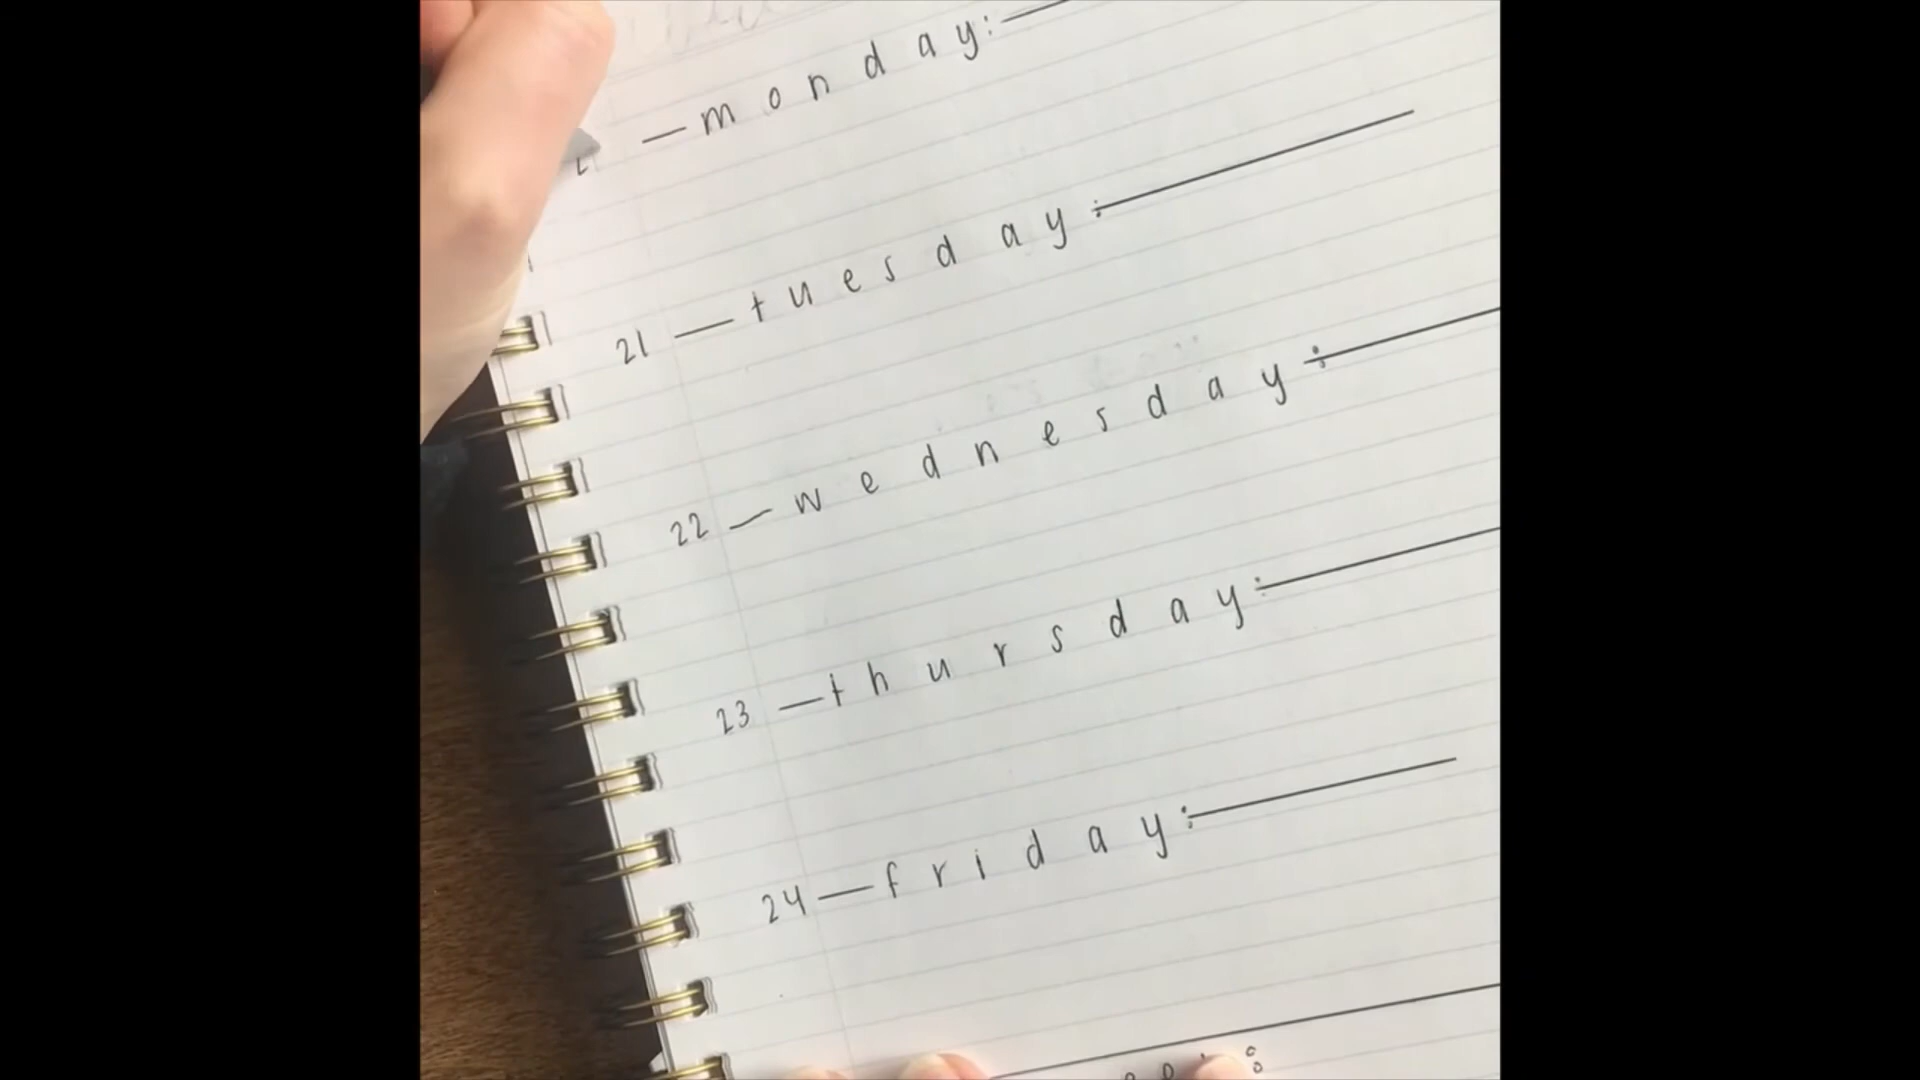 — monday:—
21 — tuesday:—
22 — wednesday:—
23 — thursday:—
24 — friday:—